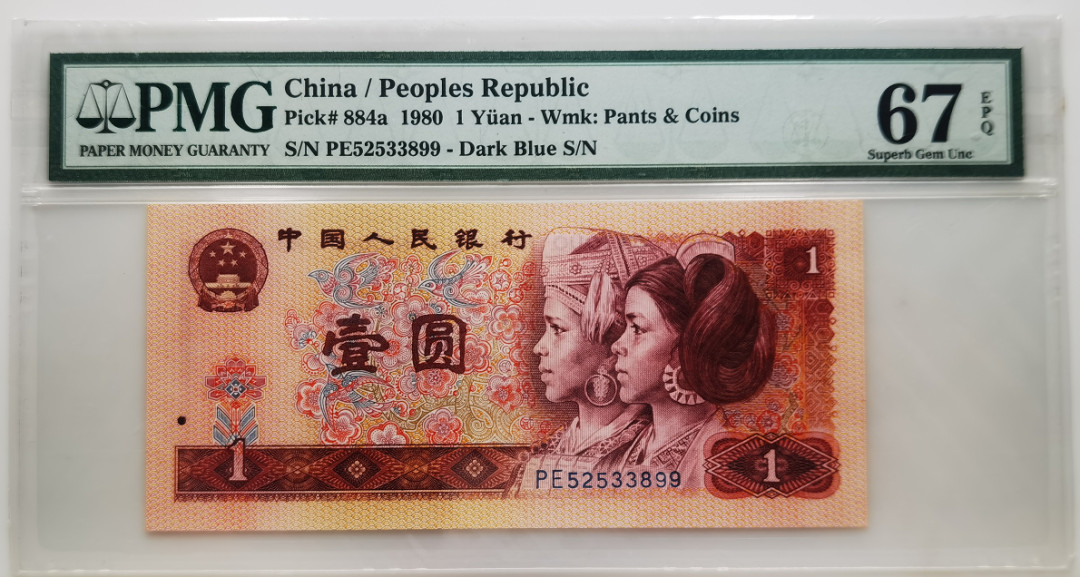 PMG
PAPER MONEY GUARANTY
China / Peoples Republic
Pick# 884a 1980 1 Yüan - Wmk: Pants & Coins
S/N PE52533899 - Dark Blue S/N
67
EPQ
Superb Gem Unc
中国人民银行
1
壹圆
1
1
PE52533899